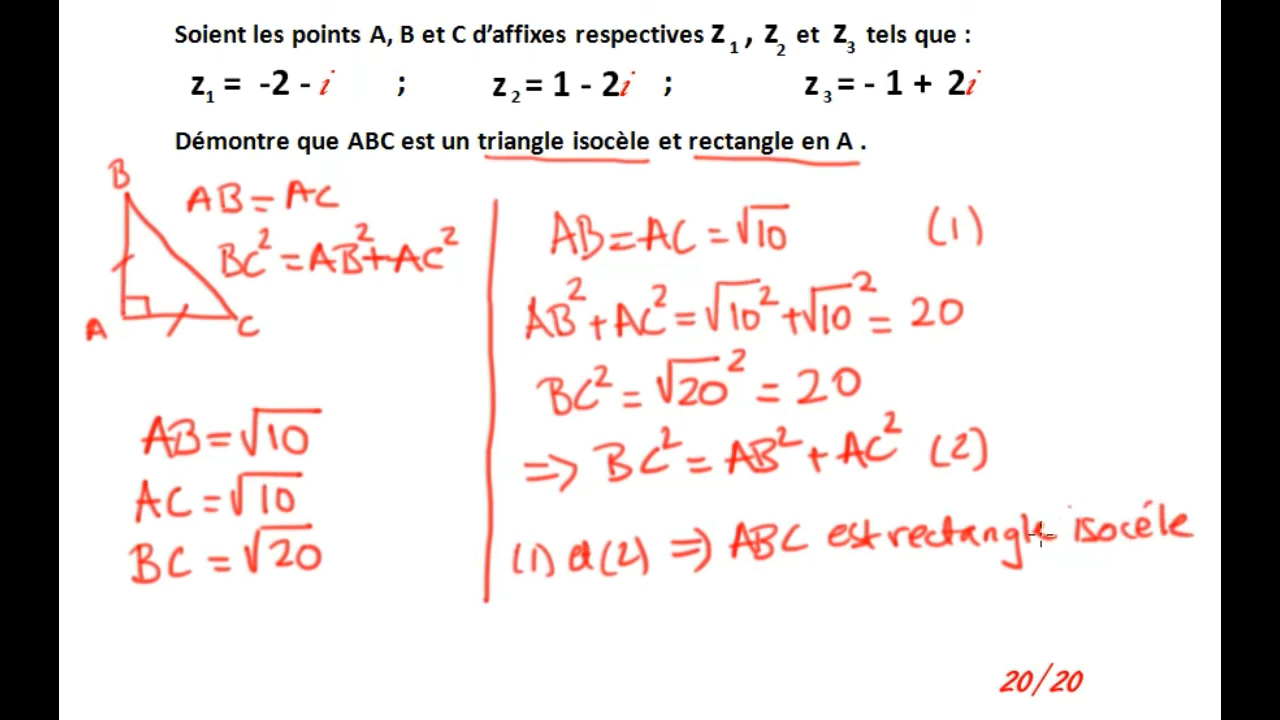 Soient les points A, B et C d’affixes respectives z₁ , z₂ et z₃ tels que :
z₁ = -2 - i ; z₂ = 1 - 2i ; z₃ = - 1 + 2i
Démontre que ABC est un triangle isocèle et rectangle en A .
B
A
C
AB = AC
BC² = AB² + AC²
AB = √10
AC = √10
BC = √20
AB = AC = √10 (1)
AB² + AC² = √10² + √10² = 20
BC² = √20² = 20
=> BC² = AB² + AC² (2)
(1) et (2) => ABC est rectangle isocéle
20/20